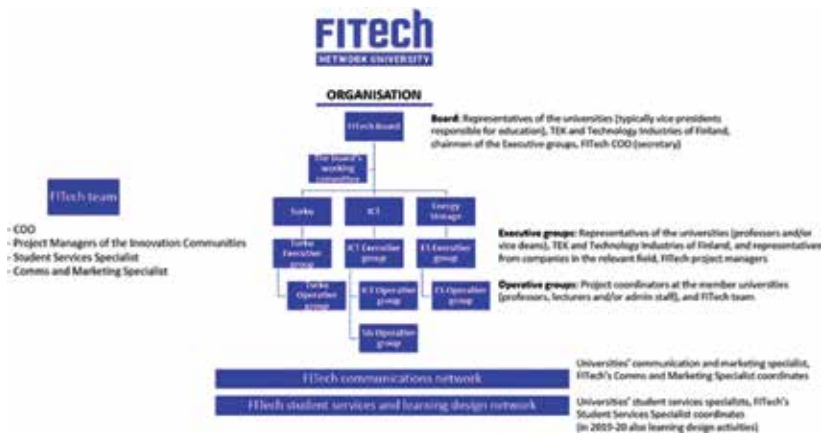 FITech
NETWORK UNIVERSITY
ORGANISATION
FITech Board
Board: Representatives of the universities (typically vice presidents
responsible for education), TEK and Technology Industries of Finland,
chairmen of the Executive groups, FITech COO (secretary)
The Board's
working
committee
FITech team
- COO
- Project Managers of the Innovation Communities
- Student Services Specialist
- Comms and Marketing Specialist
Turku
ICT
Energy
Storage
Turku
Executive
group
ICT Executive
group
ES Executive
group
Executive groups: Representatives of the universities (professors and/or
vice deans), TEK and Technology Industries of Finland, and representatives
from companies in the relevant field, FITech project managers
Turku
Operative
group
ICT Operative
group
ES Operative
group
Operative groups: Project coordinators at the member universities
(professors, lecturers and/or admin staff), and FITech team
Operative
group
FITech communications network
Universities' communication and marketing specialist,
FITech's Comms and Marketing Specialist coordinates
FITech student services and learning design network
Universities' student services specialists, FITech's
Student Services Specialist coordinates
(in 2019-20 also learning design activities)